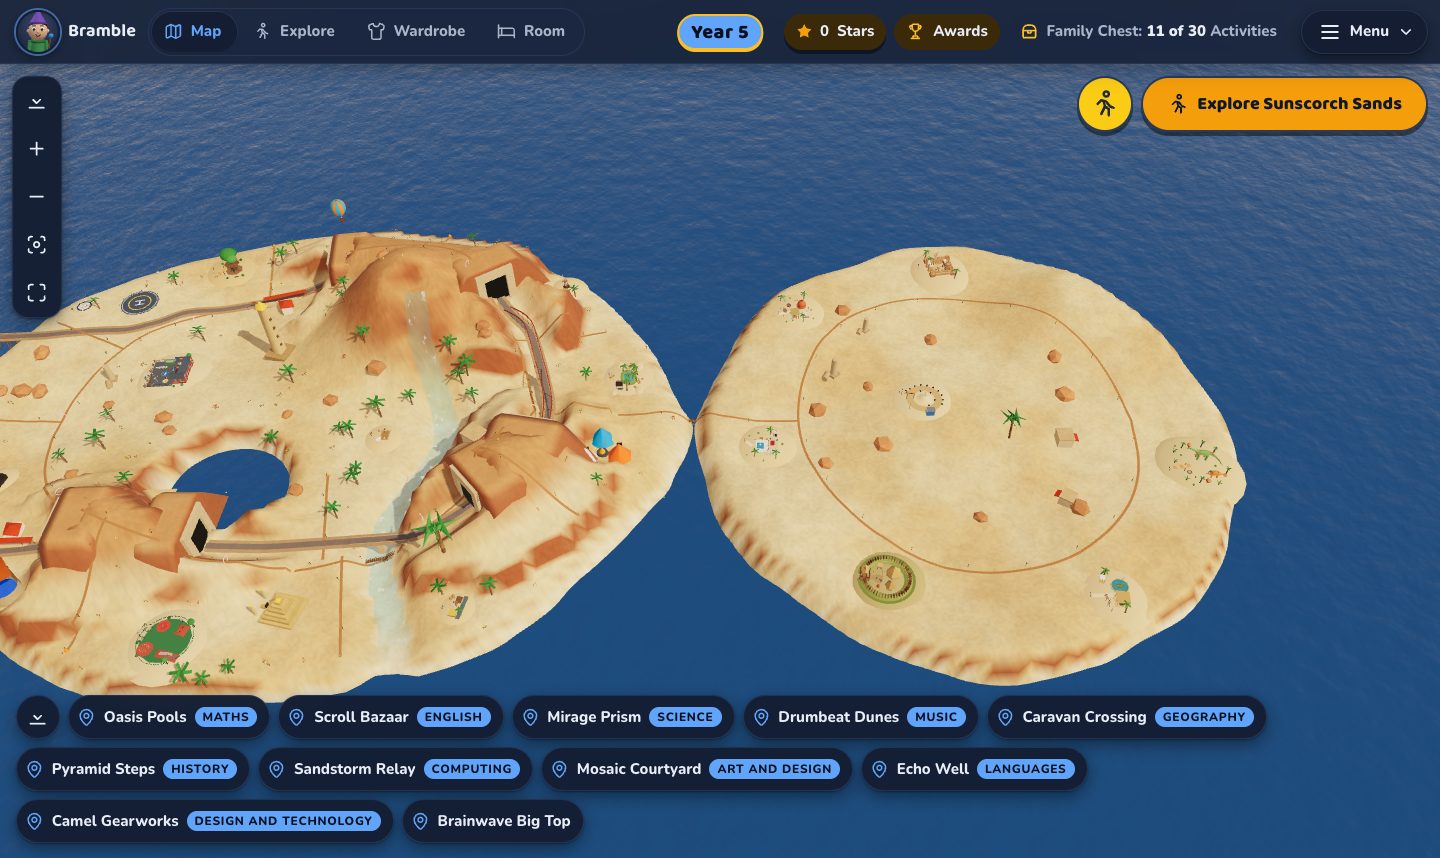 Bramble
Map
Explore
Wardrobe
Room
Year 5
0 Stars
Awards
Family Chest: 11 of 30 Activities
Menu
Explore Sunscorch Sands
H
Oasis Pools MATHS
Scroll Bazaar ENGLISH
Mirage Prism SCIENCE
Drumbeat Dunes MUSIC
Caravan Crossing GEOGRAPHY
Pyramid Steps HISTORY
Sandstorm Relay COMPUTING
Mosaic Courtyard ART AND DESIGN
Echo Well LANGUAGES
Camel Gearworks DESIGN AND TECHNOLOGY
Brainwave Big Top